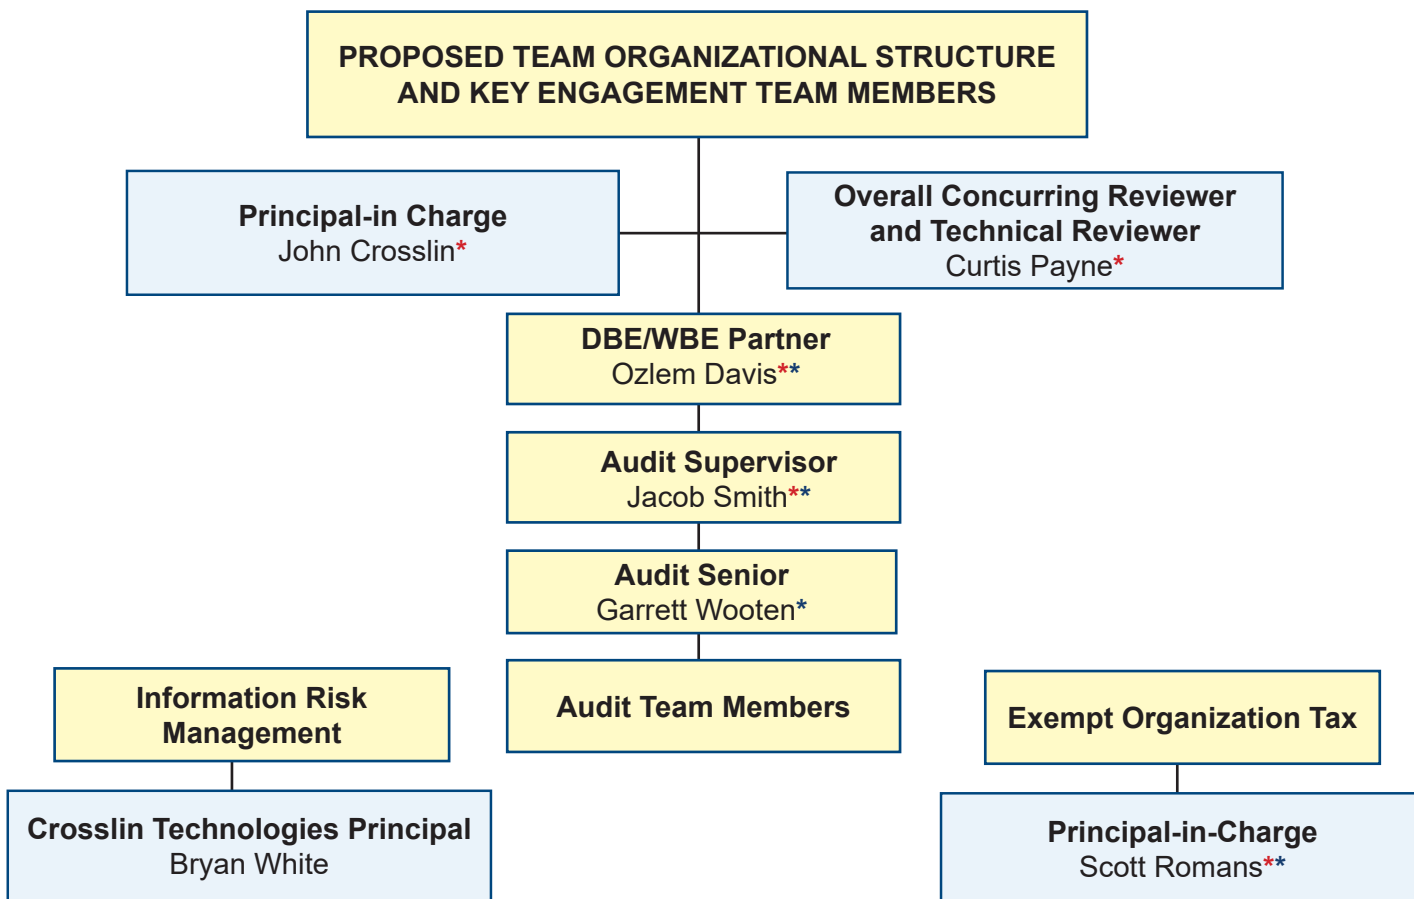 PROPOSED TEAM ORGANIZATIONAL STRUCTURE
AND KEY ENGAGEMENT TEAM MEMBERS
Principal-in Charge
John Crosslin*
Overall Concurring Reviewer
and Technical Reviewer
Curtis Payne*
DBE/WBE Partner
Ozlem Davis**
Audit Supervisor
Jacob Smith**
Audit Senior
Garrett Wooten*
Audit Team Members
Information Risk
Management
Crosslin Technologies Principal
Bryan White
Exempt Organization Tax
Principal-in-Charge
Scott Romans**